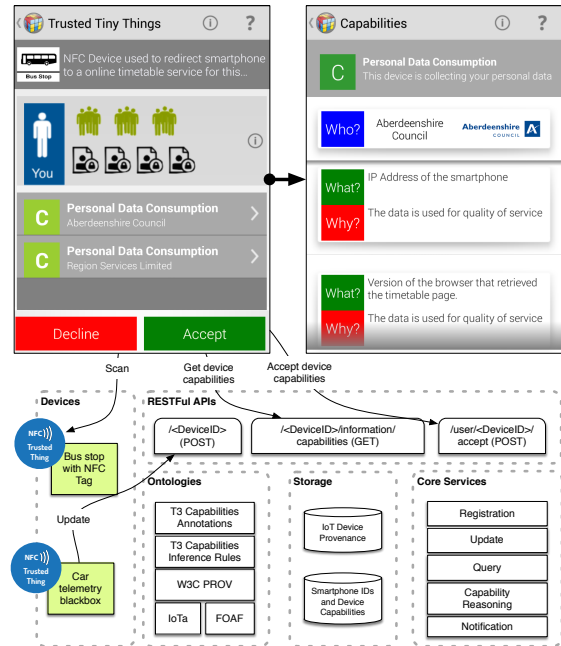 Trusted Tiny Things
i
?
Bus Stop
NFC Device used to redirect smartphone
to a online timetable service for this...
You
i
C
Personal Data Consumption
Aberdeenshire Council
C
Personal Data Consumption
Region Services Limited
Decline
Accept
Capabilities
i
?
C
Personal Data Consumption
This device is collecting your personal data
Who?
Aberdeenshire
Council
Aberdeenshire
COUNCIL
What?
IP Address of the smartphone
Why?
The data is used for quality of service
What?
Version of the browser that retrieved
the timetable page.
Why?
The data is used for quality of service
Scan
Get device
capabilities
Accept device
capabilities
Devices
NFC
Trusted
Thing
Bus stop
with NFC
Tag
Update
NFC
Trusted
Thing
Car
telemetry
blackbox
RESTFul APIs
/<DeviceID>
(POST)
/<DeviceID>/information/
capabilities (GET)
/user/<DeviceID>/
accept (POST)
Ontologies
T3 Capabilities
Annotations
T3 Capabilities
Inference Rules
W3C PROV
IoTa
FOAF
Storage
IoT Device
Provenance
Smartphone IDs
and Device
Capabilities
Core Services
Registration
Update
Query
Capability
Reasoning
Notification